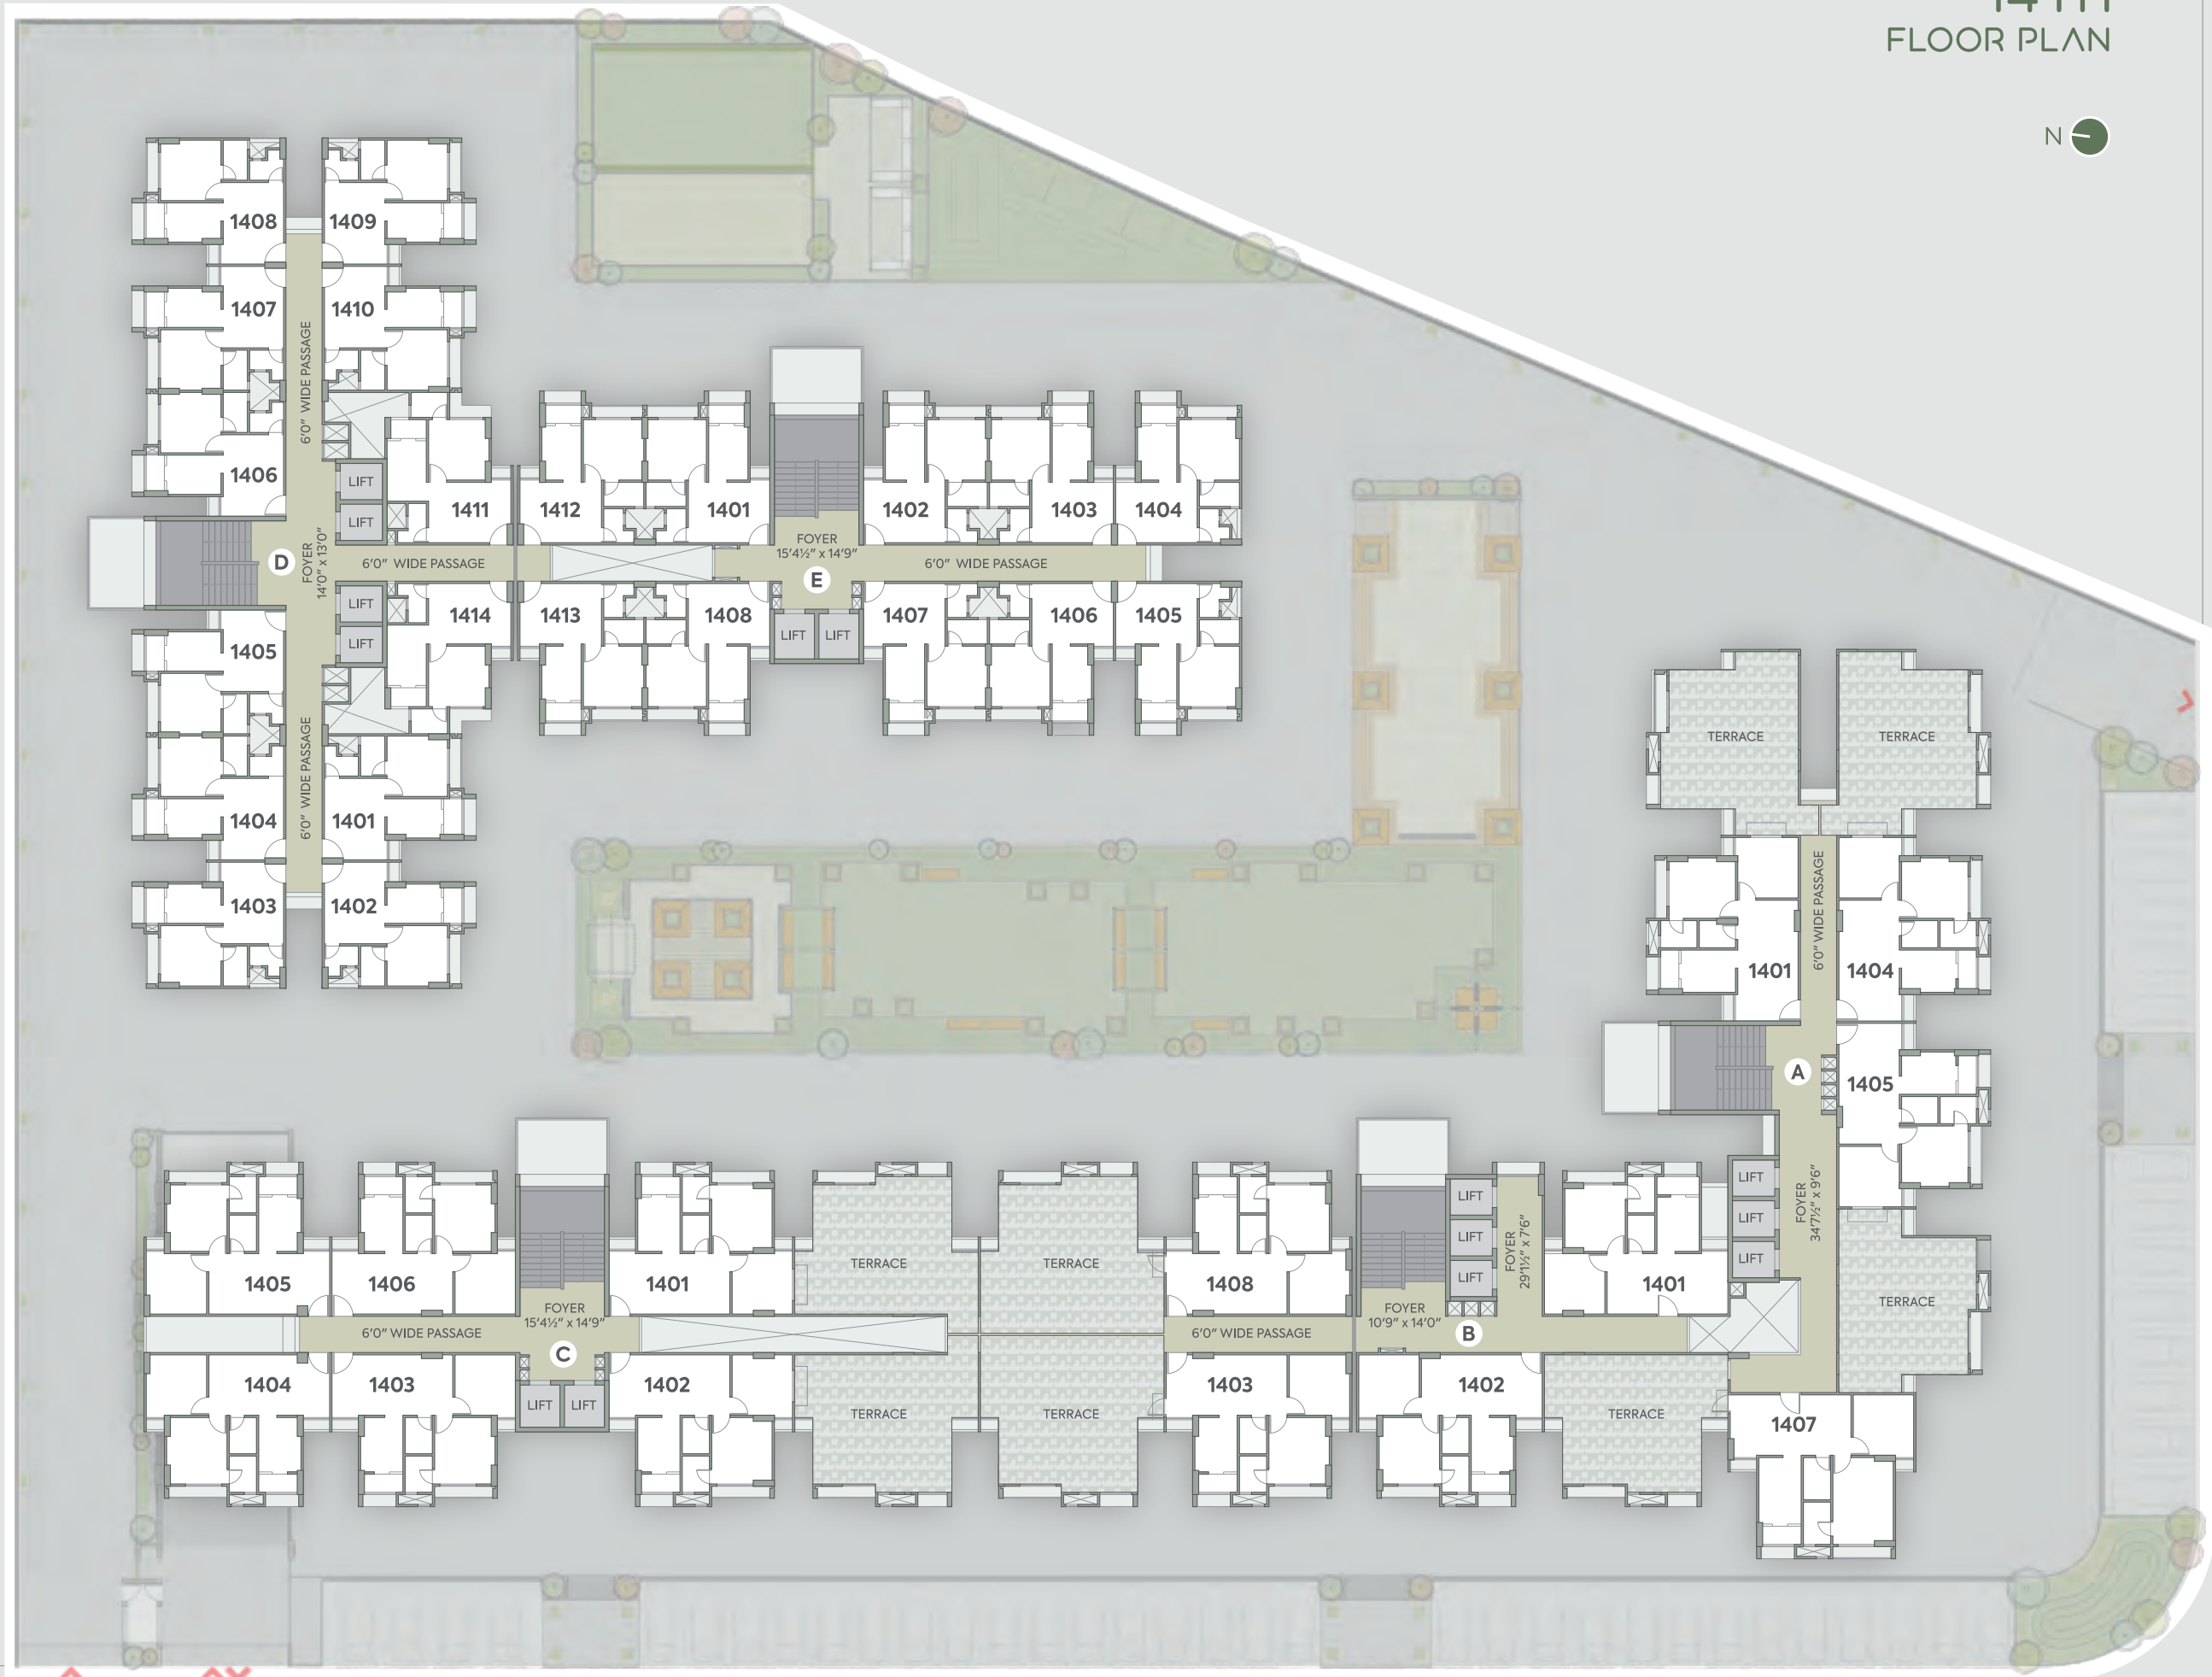 14TH
FLOOR PLAN
N
1408
1409
1407
1410
6'0" WIDE PASSAGE
1406
LIFT
LIFT
1411
1412
1401
1402
1403
1404
D
FOYER
14'0" x 13'0"
6'0" WIDE PASSAGE
FOYER
15'4½" x 14'9"
E
6'0" WIDE PASSAGE
LIFT
LIFT
1414
1413
1408
LIFT
LIFT
1407
1406
1405
1405
6'0" WIDE PASSAGE
1404
1401
1403
1402
TERRACE
TERRACE
6'0" WIDE PASSAGE
1401
1404
A
1405
LIFT
LIFT
LIFT
FOYER
34'7½" x 9'6"
TERRACE
1405
1406
1401
TERRACE
TERRACE
1408
LIFT
LIFT
LIFT
FOYER
29'1½" x 7'6"
1401
FOYER
15'4½" x 14'9"
6'0" WIDE PASSAGE
C
6'0" WIDE PASSAGE
FOYER
10'9" x 14'0"
B
1404
1403
LIFT
LIFT
1402
TERRACE
TERRACE
1403
1402
TERRACE
1407